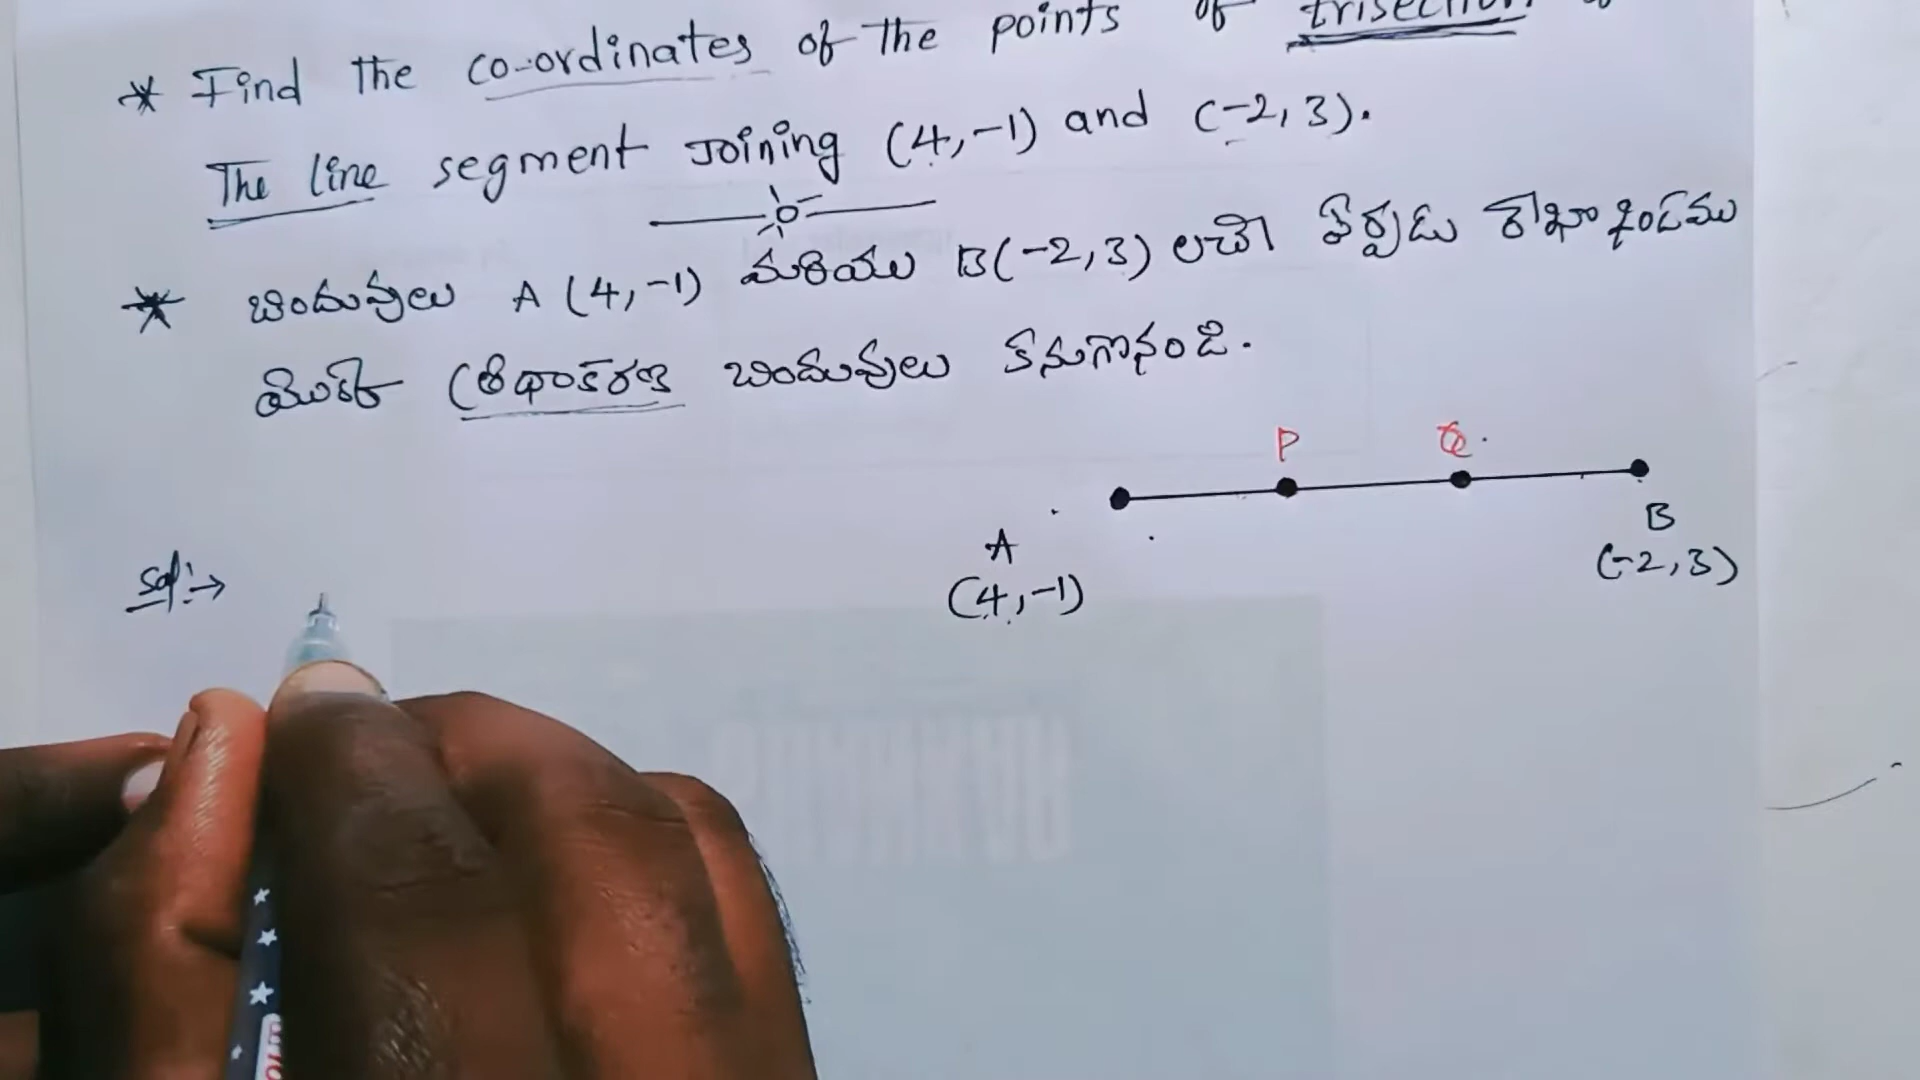 * Find the co-ordinates of the points of trisection
The line segment Joining (4,-1) and (-2,3).
* బిందువులు A (4,-1) మరియు B(-2,3) లచే ఏర్పడు రేఖాఖండము
యొక్క త్రిథాకరణ బిందువులు కనుగొనండి.
P Q
A B
(4,-1) (-2,3)
Sol:→